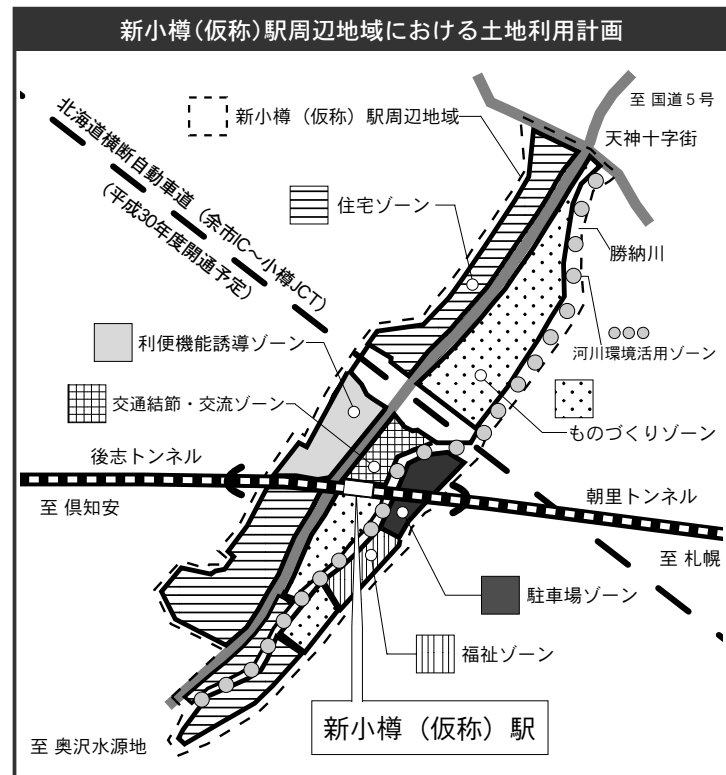 新小樽(仮称)駅周辺地域における土地利用計画
至 国道５号
新小樽（仮称）駅周辺地域
天神十字街
北海道横断自動車道（余市IC〜小樽JCT）
(平成30年度開通予定)
住宅ゾーン
勝納川
利便機能誘導ゾーン
河川環境活用ゾーン
交通結節・交流ゾーン
ものづくりゾーン
後志トンネル
朝里トンネル
至 倶知安
至 札幌
駐車場ゾーン
福祉ゾーン
新小樽（仮称）駅
至 奥沢水源地